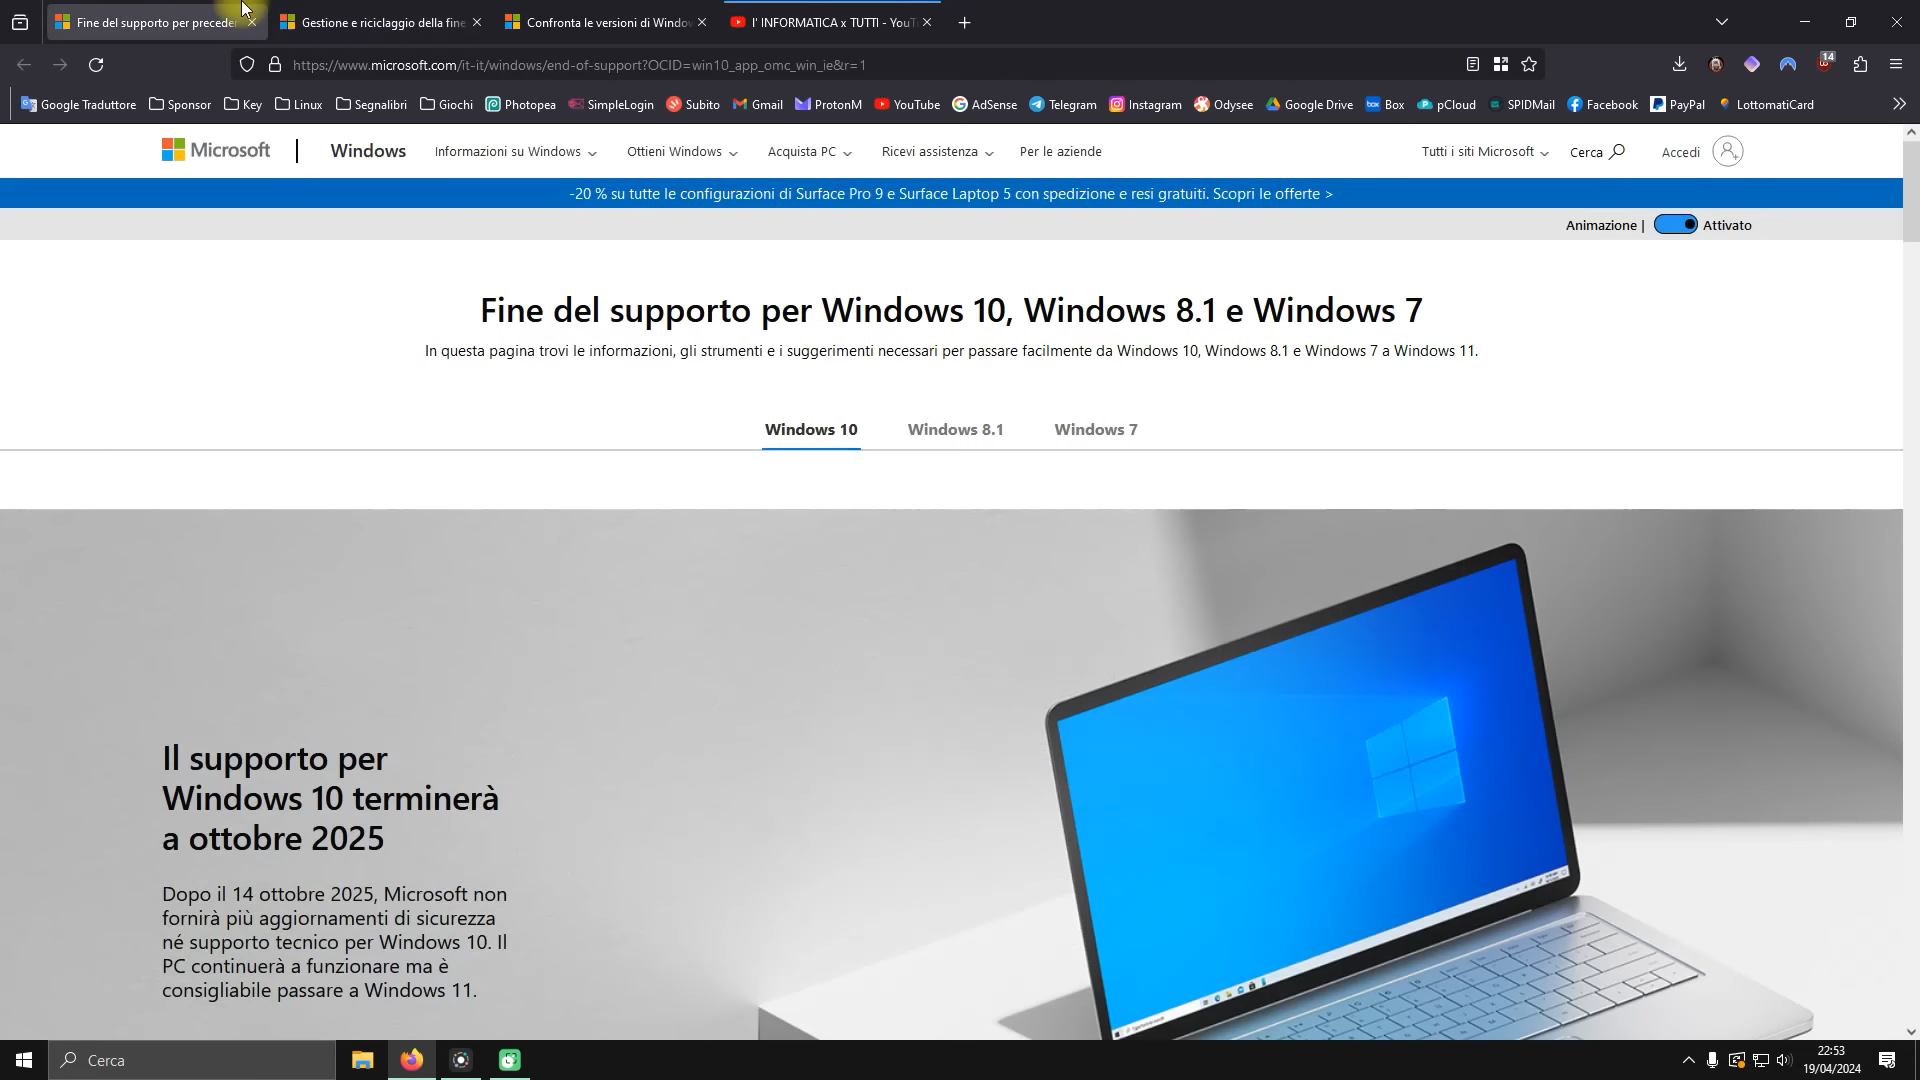 Fine del supporto per preceder
Gestione e riciclaggio della fine
Confronta le versioni di Window
l' INFORMATICA x TUTTI - YouT
https://www.microsoft.com/it-it/windows/end-of-support?OCID=win10_app_omc_win_ie&r=1
14
Google Traduttore
Sponsor
Key
Linux
Segnalibri
Giochi
Photopea
SimpleLogin
Subito
Gmail
ProtonM
YouTube
AdSense
Telegram
Instagram
Odysee
Google Drive
box
Box
pCloud
SPIDMail
Facebook
PayPal
LottomatiCard
Microsoft
Windows
Informazioni su Windows
Ottieni Windows
Acquista PC
Ricevi assistenza
Per le aziende
Tutti i siti Microsoft
Cerca
Accedi
-20 % su tutte le configurazioni di Surface Pro 9 e Surface Laptop 5 con spedizione e resi gratuiti. Scopri le offerte >
Animazione |
Attivato
Fine del supporto per Windows 10, Windows 8.1 e Windows 7
In questa pagina trovi le informazioni, gli strumenti e i suggerimenti necessari per passare facilmente da Windows 10, Windows 8.1 e Windows 7 a Windows 11.
Windows 10
Windows 8.1
Windows 7
Il supporto per
Windows 10 terminerà
a ottobre 2025
Dopo il 14 ottobre 2025, Microsoft non
fornirà più aggiornamenti di sicurezza
né supporto tecnico per Windows 10. Il
PC continuerà a funzionare ma è
consigliabile passare a Windows 11.
Cerca
22:53
19/04/2024